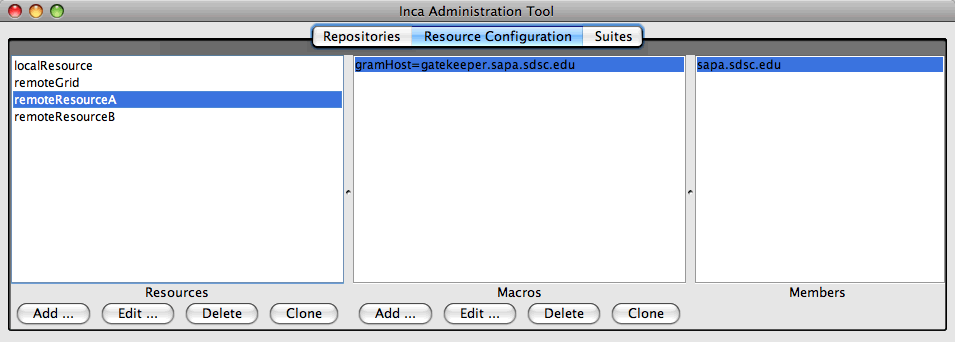 Inca Administration Tool
Repositories Resource Configuration Suites
localResource
remoteGrid
remoteResourceA
remoteResourceB
gramHost=gatekeeper.sapa.sdsc.edu
sapa.sdsc.edu
Resources Macros Members
Add ... Edit ... Delete Clone Add ... Edit ... Delete Clone